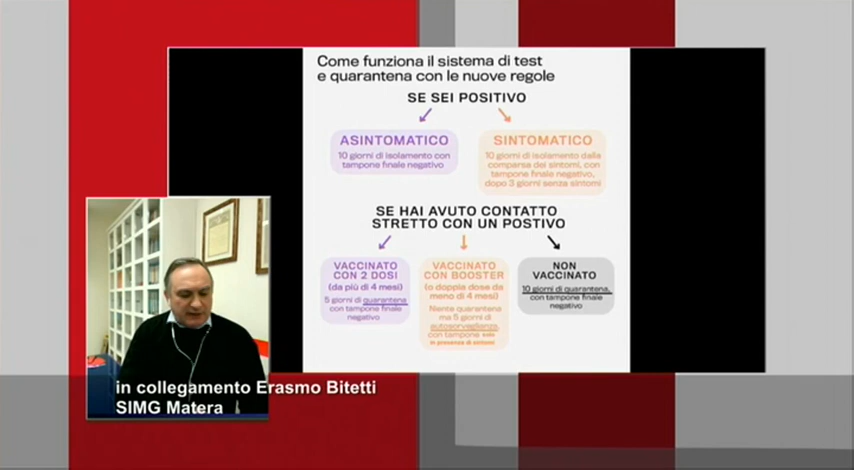 Come funziona il sistema di test
e quarantena con le nuove regole
SE SEI POSITIVO
ASINTOMATICO
10 giorni di isolamento con
tampone finale negativo
SINTOMATICO
10 giorni di isolamento dalla
comparsa dei sintomi, con
tampone finale negativo,
dopo 3 giorni senza sintomi
SE HAI AVUTO CONTATTO
STRETTO CON UN POSTIVO
VACCINATO
CON 2 DOSI
(da più di 4 mesi)
5 giorni di quarantena
con tampone finale
negativo
VACCINATO
CON BOOSTER
(o doppia dose da
meno di 4 mesi)
Niente quarantena
ma 5 giorni di
autosorveglianza,
con tampone solo
in presenza di sintomi
NON
VACCINATO
10 giorni di quarantena,
con tampone finale
negativo
in collegamento Erasmo Bitetti
SIMG Matera